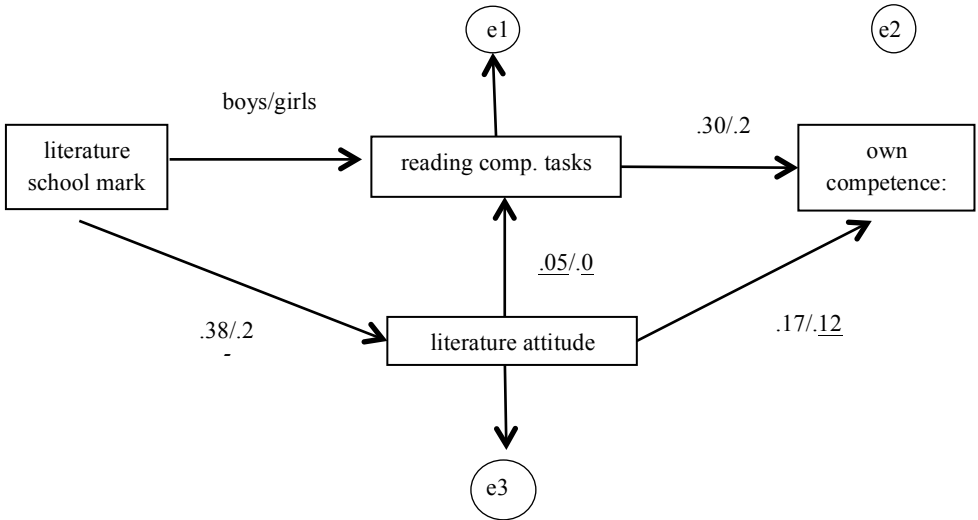 e1
e2
boys/girls
.30/.2
literature
school mark
reading comp. tasks
own
competence:
.05/.0
.38/.2
-
.17/.12
literature attitude
e3